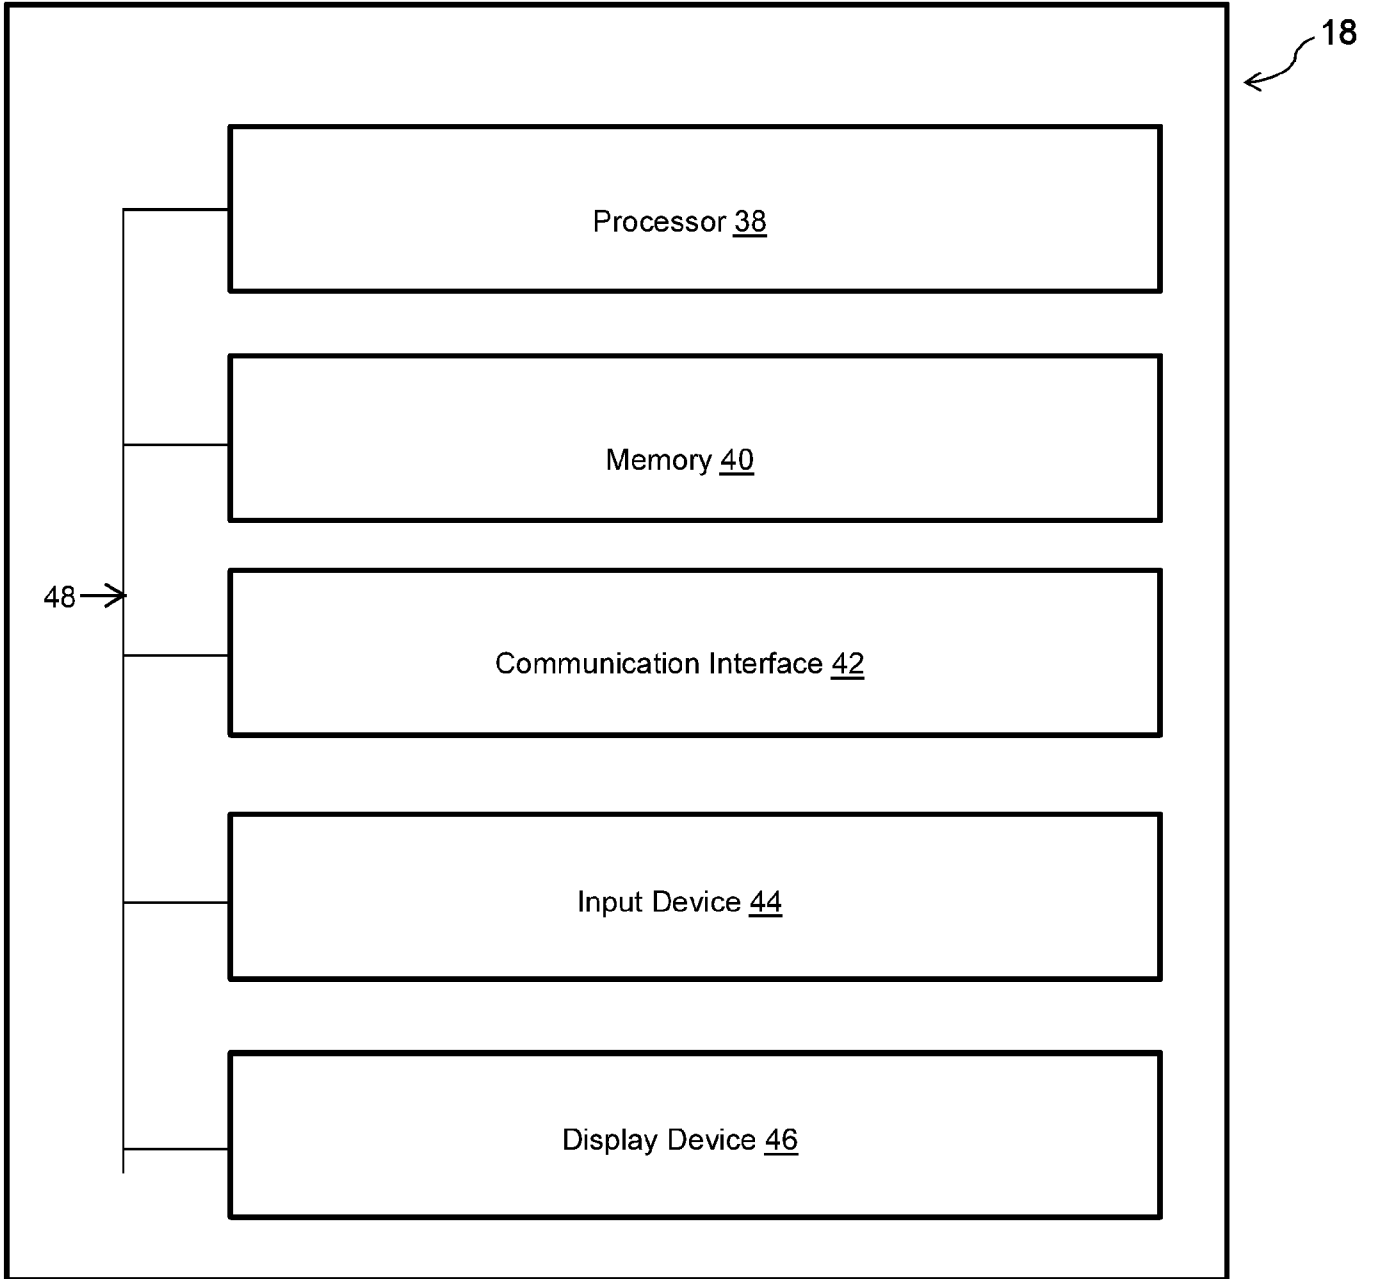 18
Processor 38
Memory 40
48
Communication Interface 42
Input Device 44
Display Device 46